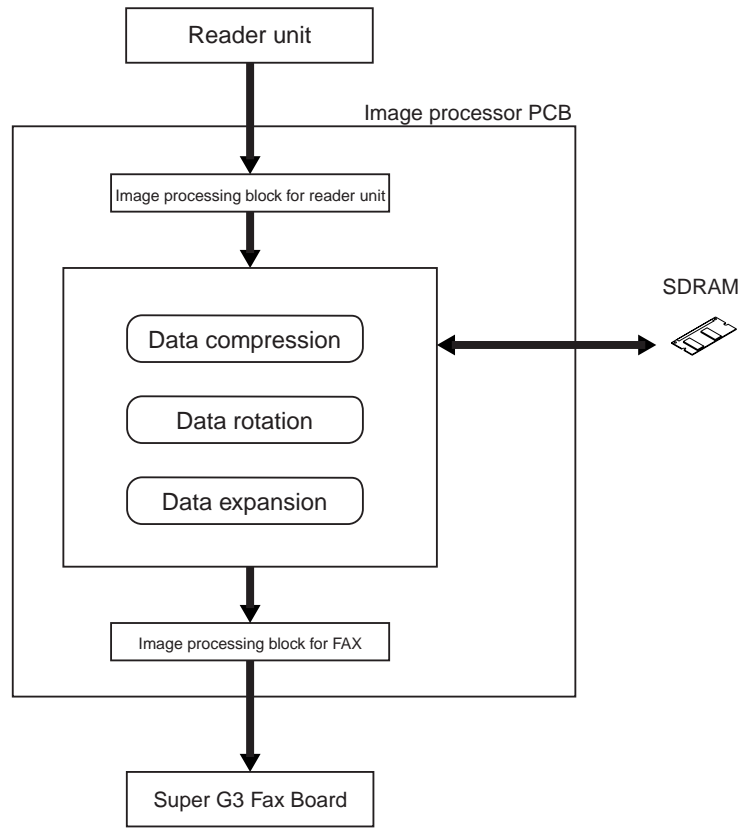 Reader unit
Image processor PCB
Image processing block for reader unit
SDRAM
Data compression
Data rotation
Data expansion
Image processing block for FAX
Super G3 Fax Board